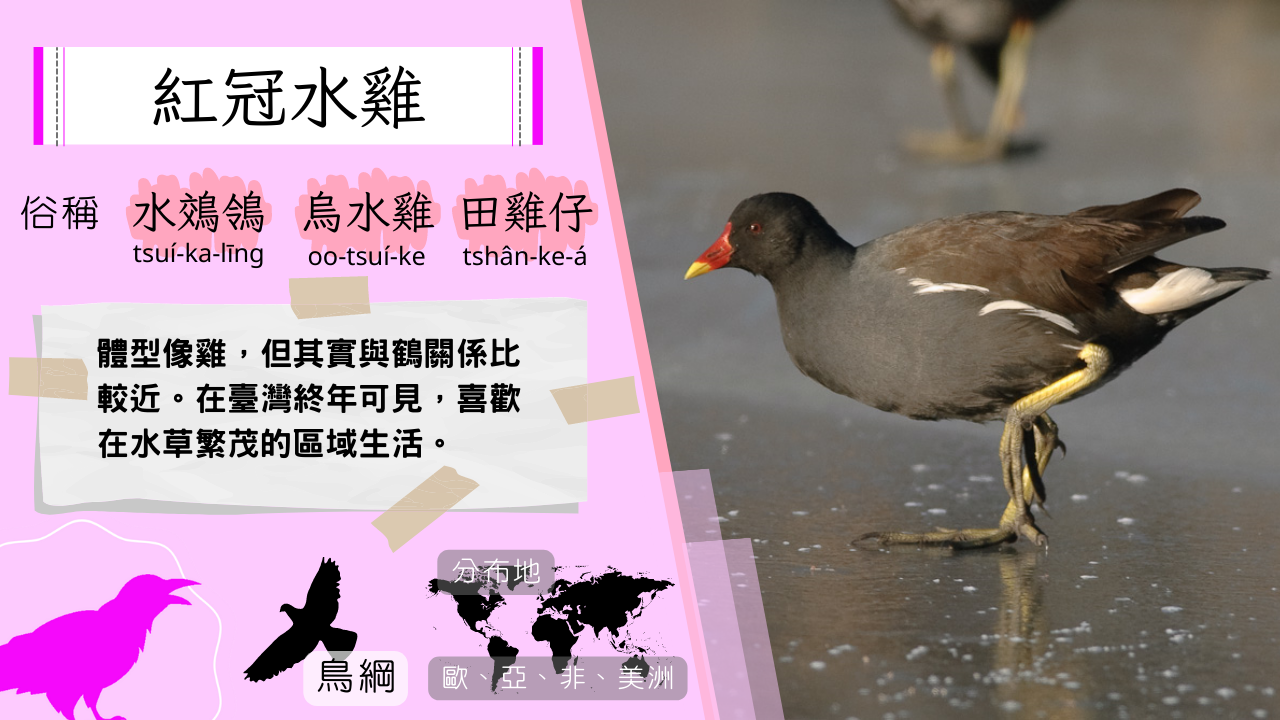 紅冠水雞
俗稱 水鵁鴒 烏水雞 田雞仔
tsuí-ka-līng oo-tsuí-ke tshân-ke-á
體型像雞，但其實與鶴關係比
較近。在臺灣終年可見，喜歡
在水草繁茂的區域生活。
分布地
鳥綱
歐、亞、非、美洲